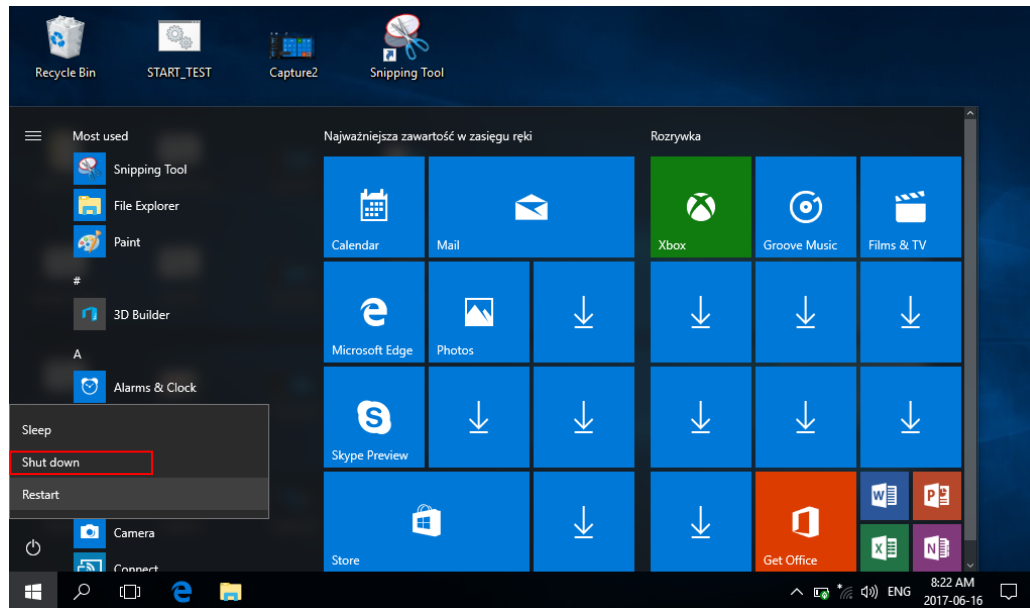 Recycle Bin
START_TEST
Capture2
Snipping Tool
Most used
Najważniejsza zawartość w zasięgu ręki
Rozrywka
Snipping Tool
File Explorer
Paint
Calendar
Mail
Xbox
Groove Music
Films & TV
#
3D Builder
Microsoft Edge
Photos
A
Alarms & Clock
Sleep
Shut down
Restart
Skype Preview
Camera
Connect
Store
Get Office
ENG
8:22 AM
2017-06-16